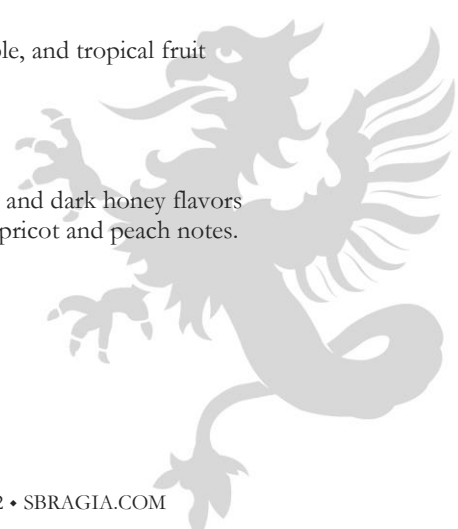 ple, and tropical fruit
and dark honey flavors
pricot and peach notes.
2 • SBRAGIA.COM